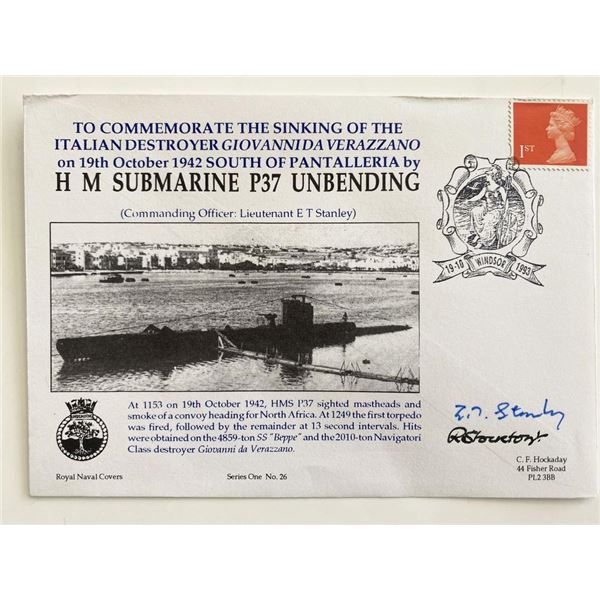 TO COMMEMORATE THE SINKING OF THE
ITALIAN DESTROYER GIOVANNI DA VERAZZANO
on 19th October 1942 SOUTH OF PANTALLERIA by
H M SUBMARINE P37 UNBENDING
(Commanding Officer: Lieutenant E T Stanley)
1ST
19-10 WINDSOR 1993
At 1153 on 19th October 1942, HMS P37 sighted mastheads and
smoke of a convoy heading for North Africa. At 1249 the first torpedo
was fired, followed by the remainder at 13 second intervals. Hits
were obtained on the 4859-ton SS "Beppe" and the 2010-ton Navigatori
Class destroyer Giovanni da Verazzano.
E. T. Stanley
Royal Naval Covers
Series One No. 26
C. F. Hockaday
44 Fisher Road
PL2 3BB